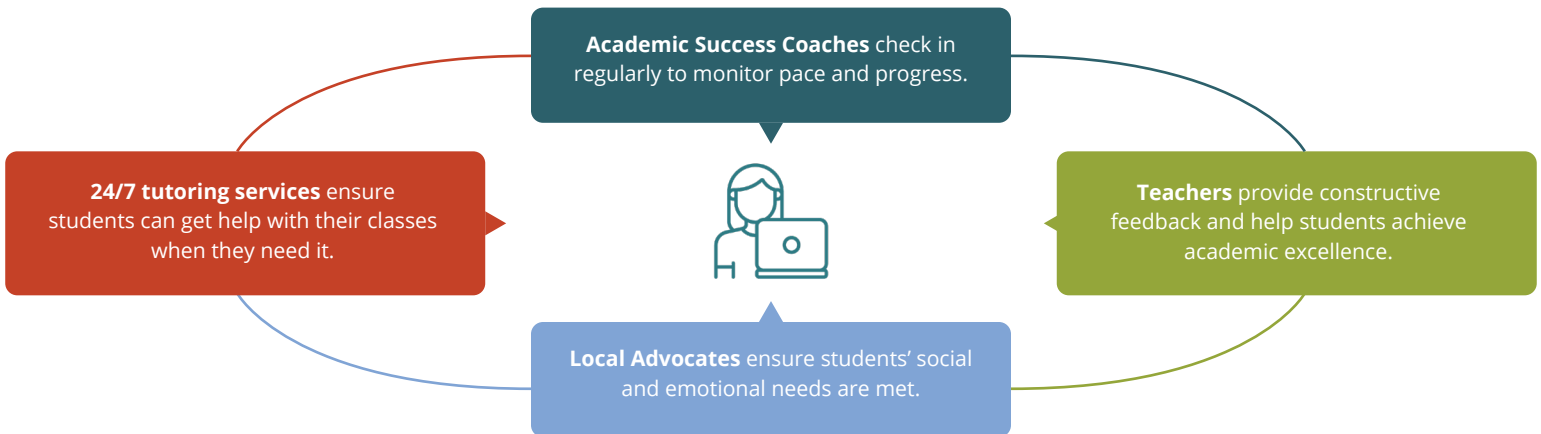 Academic Success Coaches check in
regularly to monitor pace and progress.
24/7 tutoring services ensure
students can get help with their classes
when they need it.
Teachers provide constructive
feedback and help students achieve
academic excellence.
Local Advocates ensure students’ social
and emotional needs are met.